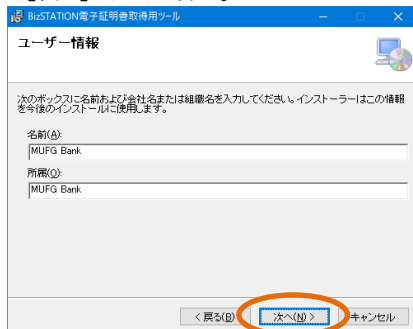 BizSTATION電子証明書取得用ツール
ユーザー情報
次のボックスに名前および会社名または組織名を入力してください。インストーラーはこの情報
を今後のインストールに使用します。
名前(A):
MUFG Bank
所属(O):
MUFG Bank
< 戻る(B) 次へ(N) > キャンセル